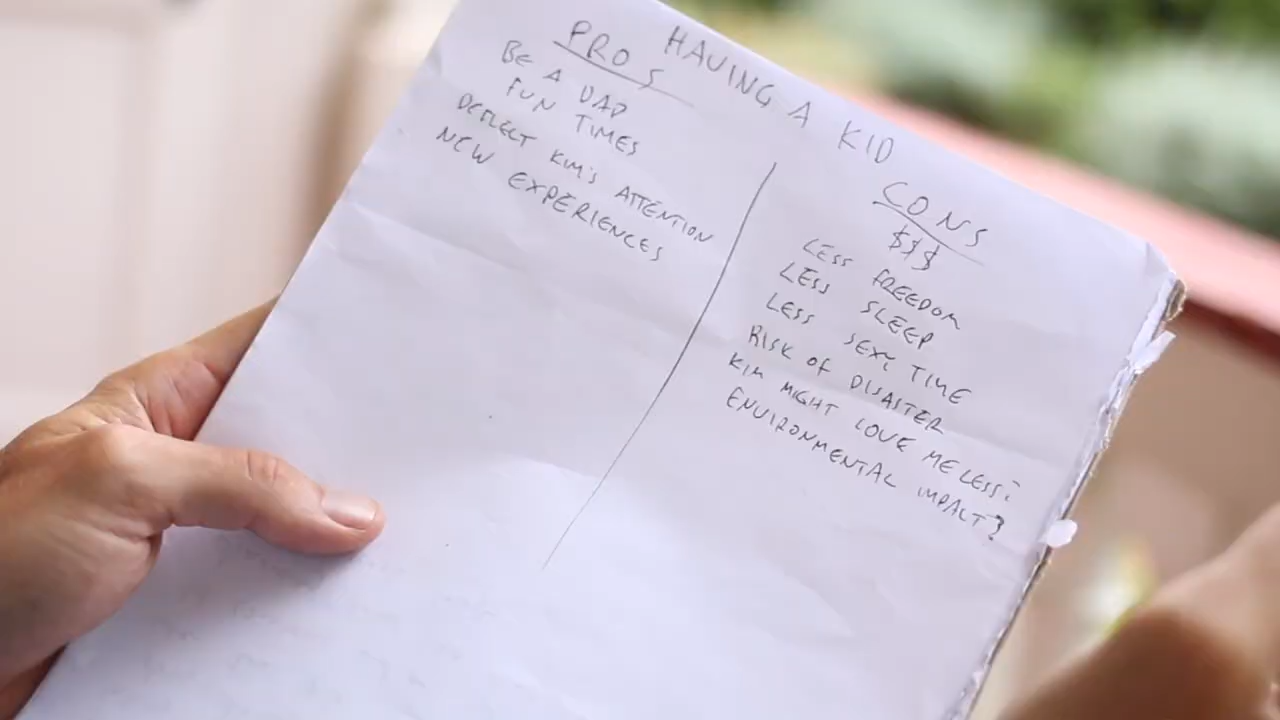 HAVING A KID
PROS
BE A DAD
FUN TIMES
DEFLECT KIM'S ATTENTION
NEW EXPERIENCES
CONS
$$$
LESS FREEDOM
LESS SLEEP
LESS SEXY TIME
RISK OF DISASTER
KIM MIGHT LOVE ME LESS?
ENVIRONMENTAL IMPACT?